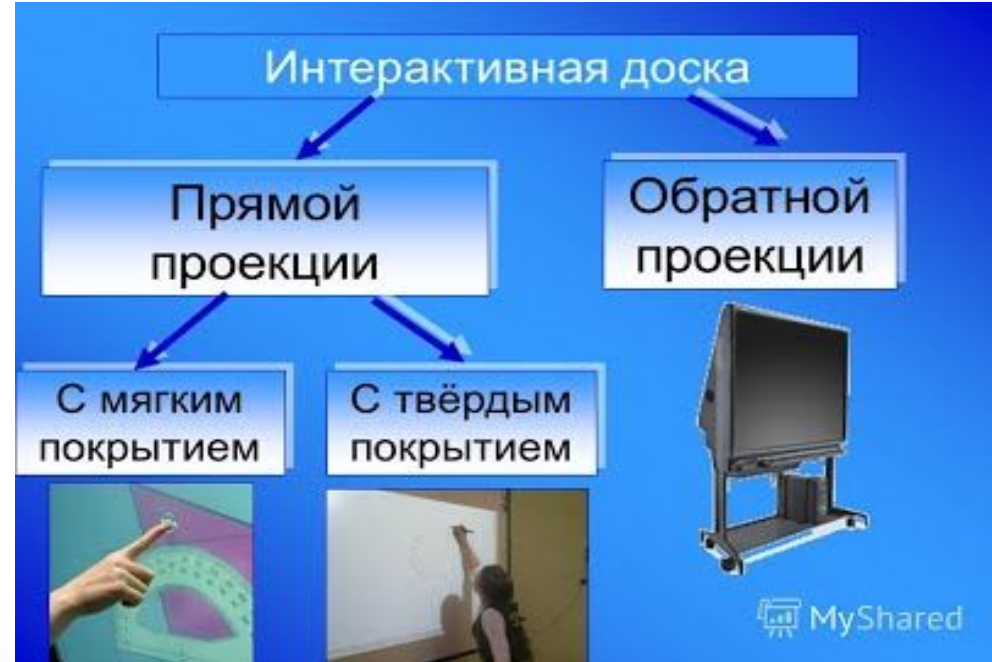 Интерактивная доска
Прямой
проекции
Обратной
проекции
С мягким
покрытием
С твёрдым
покрытием
MyShared